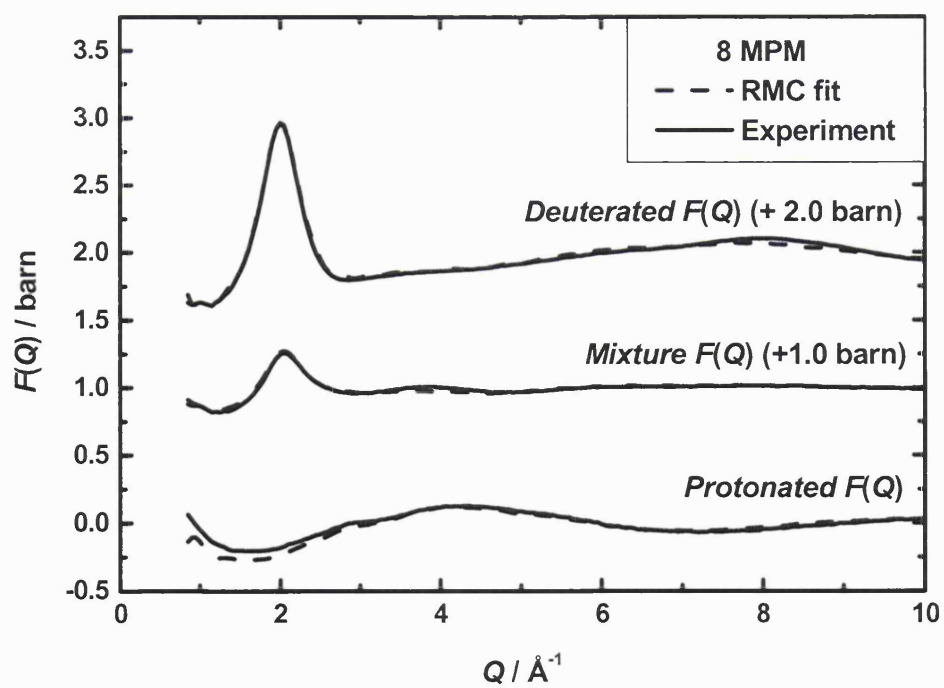 8 MPM
RMC fit
Experiment
Deuterated F(Q) (+ 2.0 barn)
Mixture F(Q) (+1.0 barn)
Protonated F(Q)
3.5
3.0
2.5
2.0
1.5
1.0
0.5
0.0
-0.5
F(Q) / barn
0 2 4 6 8 10
Q / Å⁻¹